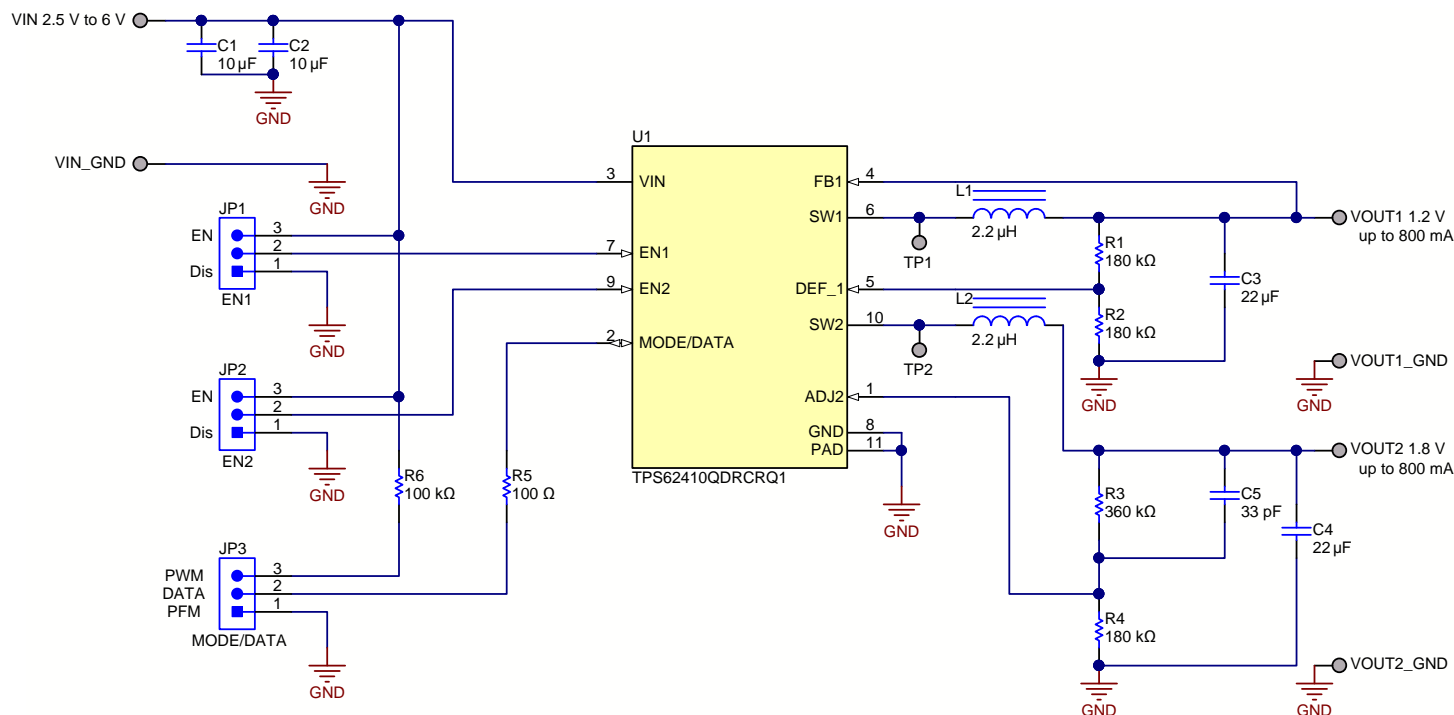 VIN 2.5 V to 6 V
C1
10 µF
C2
10 µF
GND
VIN_GND
GND
JP1
EN
Dis
3
2
1
EN1
GND
JP2
EN
Dis
3
2
1
EN2
GND
R6
100 kΩ
R5
100 Ω
JP3
PWM
DATA
PFM
3
2
1
MODE/DATA
GND
U1
3
VIN
7
EN1
9
EN2
2
MODE/DATA
FB1
4
SW1
6
DEF_1
5
SW2
10
ADJ2
1
GND
8
PAD
11
TPS62410QDRCRQ1
GND
L1
2.2 µH
TP1
L2
2.2 µH
TP2
R1
180 kΩ
R2
180 kΩ
GND
C3
22 µF
VOUT1 1.2 V
up to 800 mA
VOUT1_GND
GND
VOUT2 1.8 V
up to 800 mA
R3
360 kΩ
C5
33 pF
C4
22 µF
R4
180 kΩ
GND
VOUT2_GND
GND